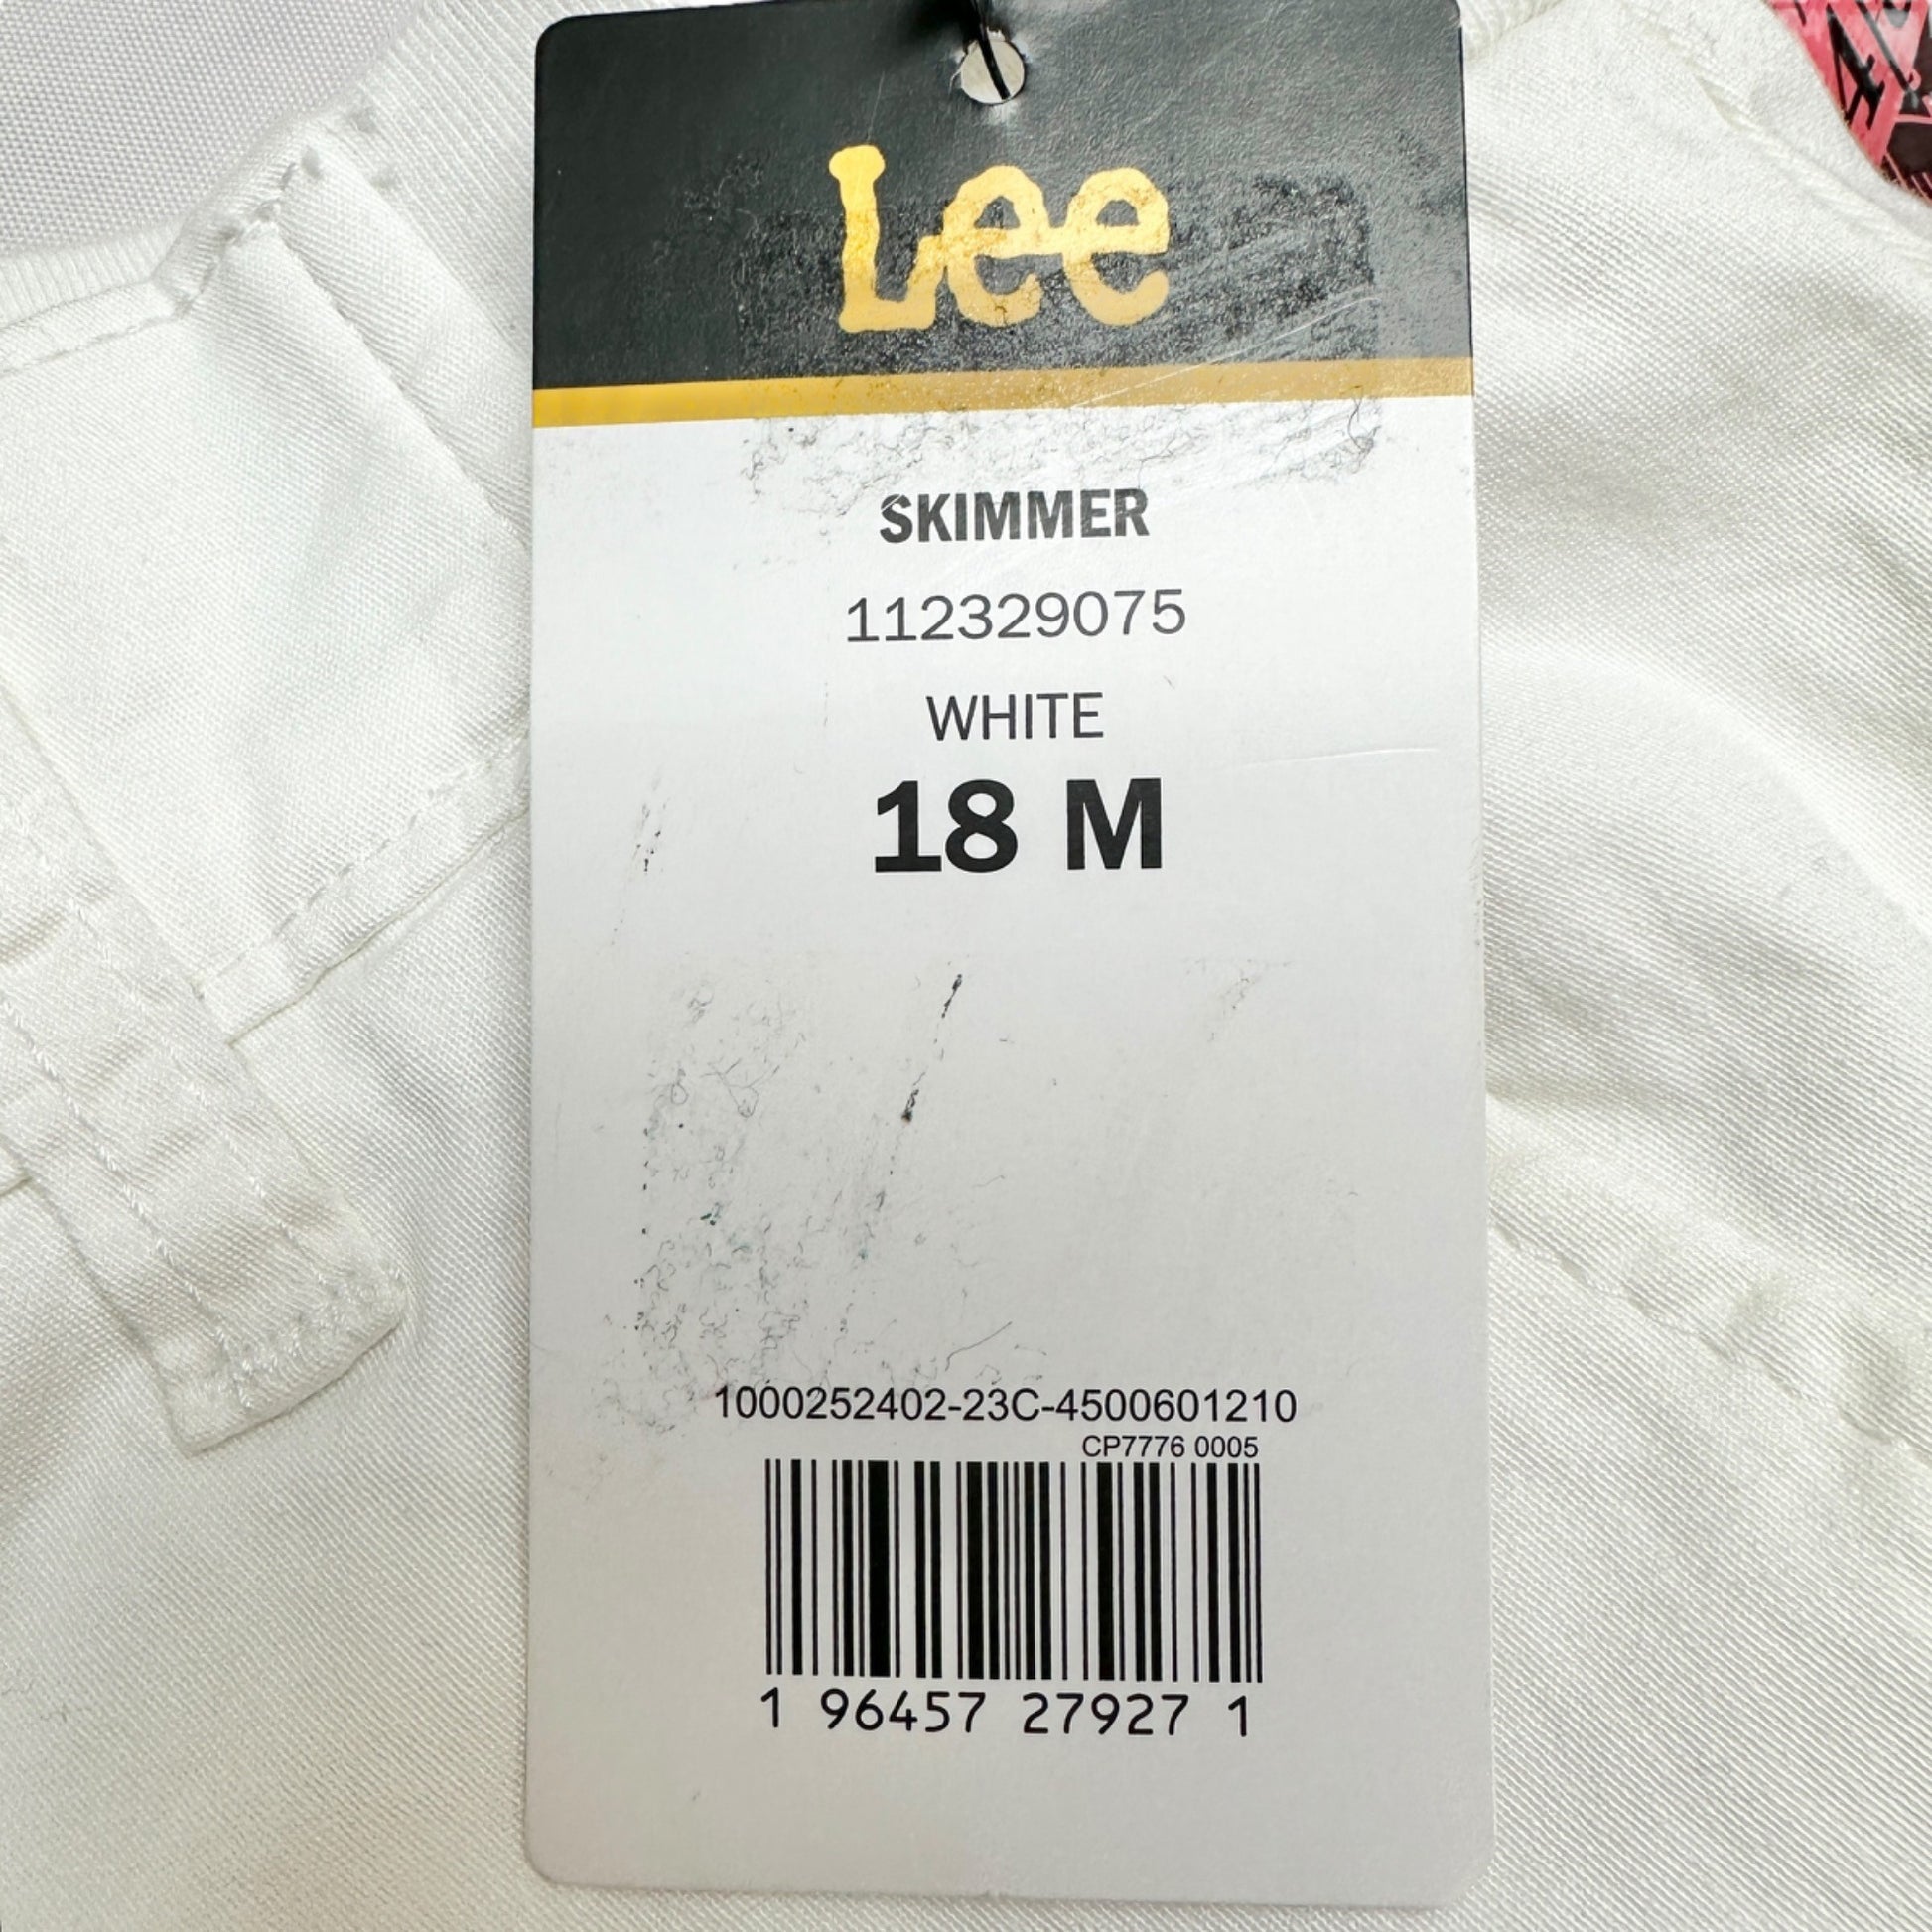 Lee
SKIMMER
112329075
WHITE
18 M
1000252402-23C-4500601210
CP7776 0005
1 96457 27927 1